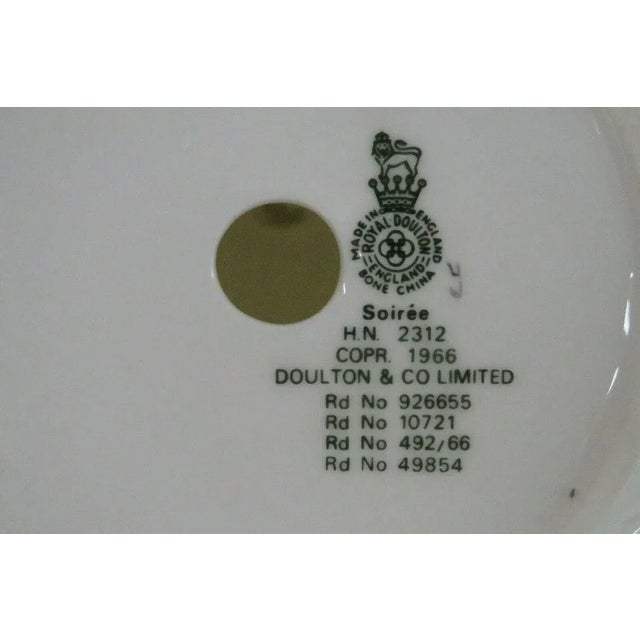 MADE IN ENGLAND
ROYAL DOULTON
ENGLAND
BONE CHINA
Soirée
H.N. 2312
COPR. 1966
DOULTON & CO LIMITED
Rd No 926655
Rd No 10721
Rd No 492/66
Rd No 49854